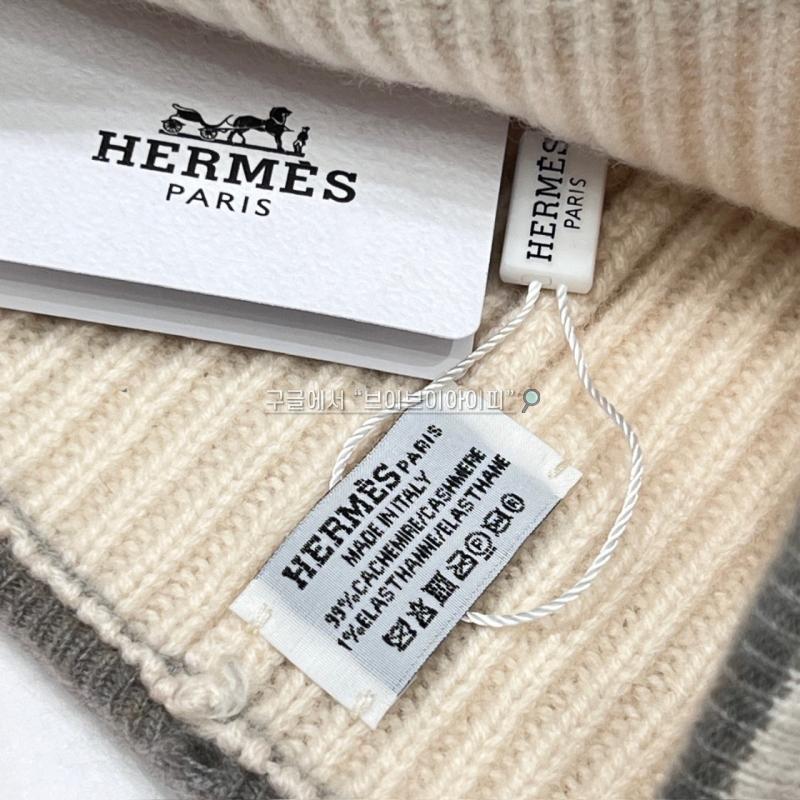 HERMÈS
PARIS
HERMÈS
PARIS
구글에서 “브이브이아이피”
HERMÈS PARIS
MADE IN ITALY
99%CACHEMIRE/CASHMERE
1%ELASTHANNE/ELASTHANE